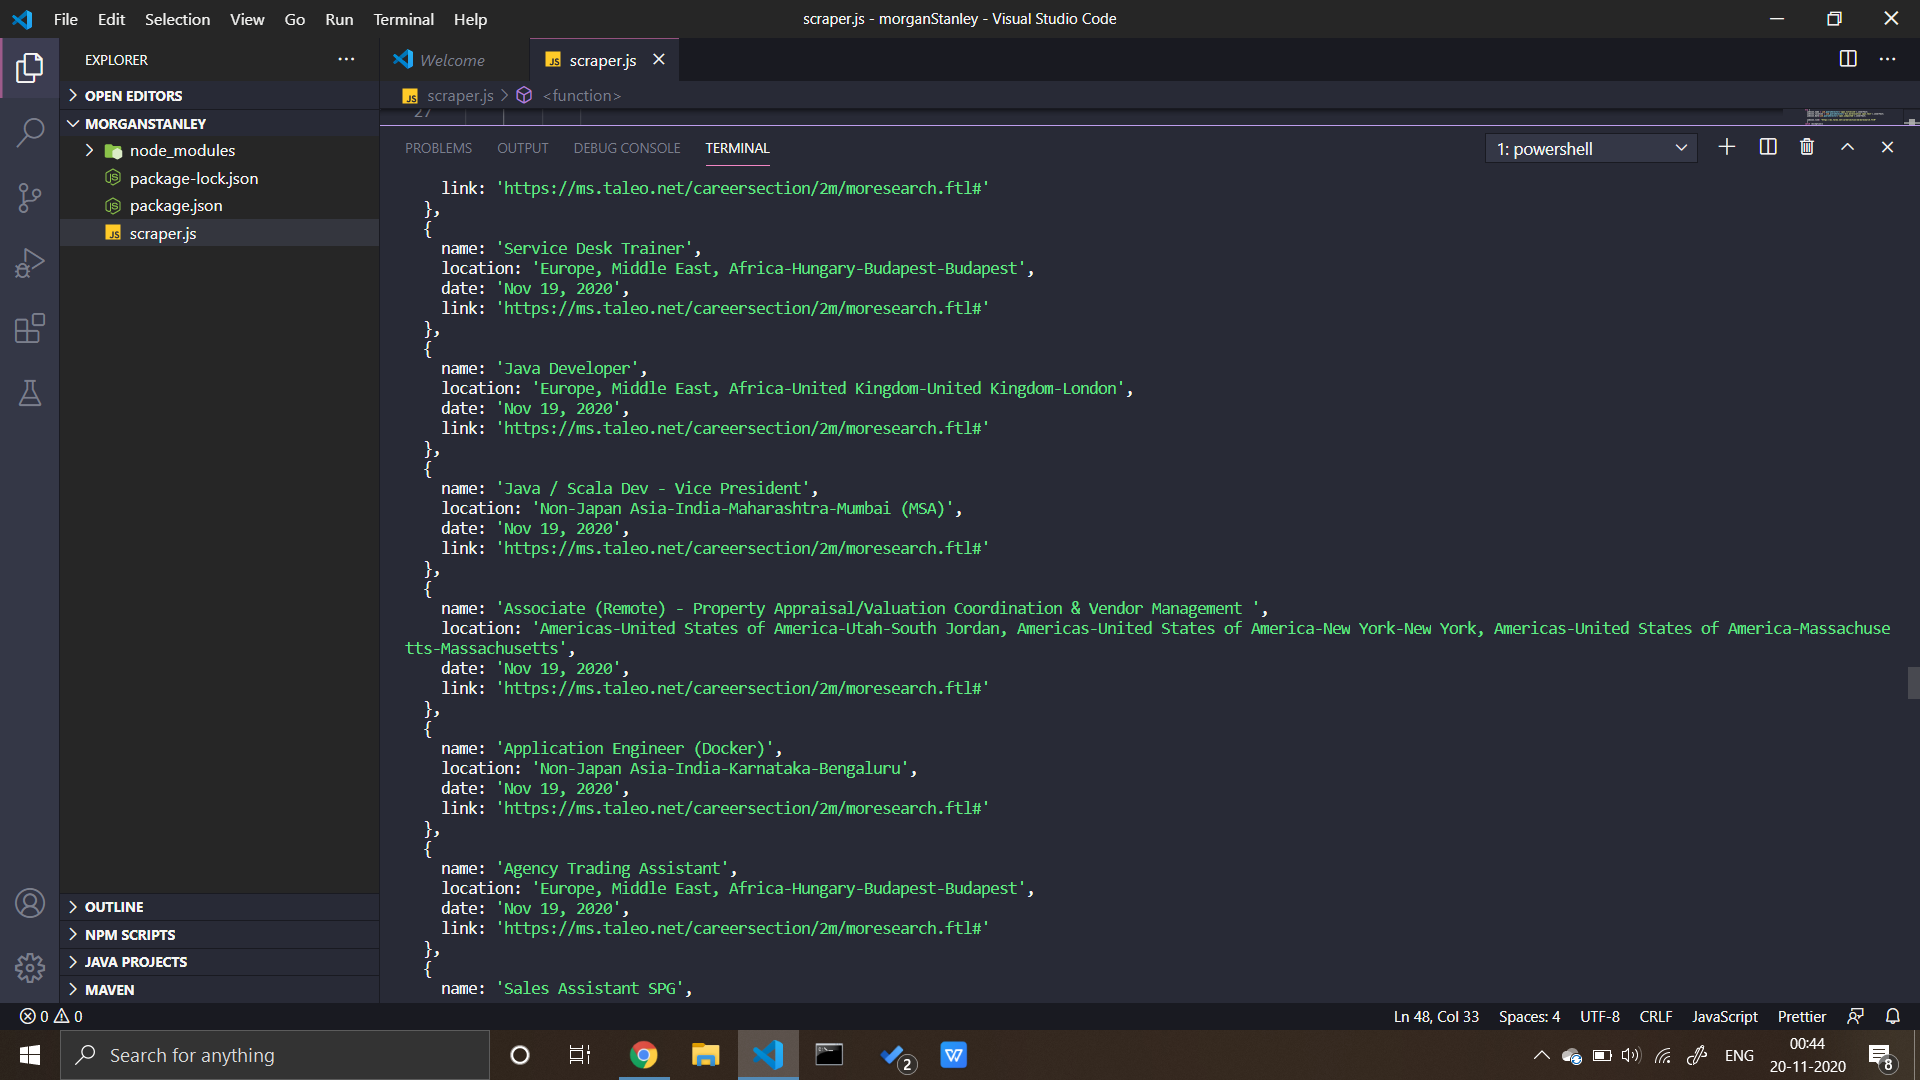 File Edit Selection View Go Run Terminal Help scraper.js - morganStanley - Visual Studio Code
EXPLORER
Welcome
JS scraper.js
OPEN EDITORS
JS scraper.js > <function>
27
MORGANSTANLEY
node_modules
package-lock.json
package.json
JS scraper.js
OUTLINE
NPM SCRIPTS
JAVA PROJECTS
MAVEN
PROBLEMS OUTPUT DEBUG CONSOLE TERMINAL 1: powershell
link: 'https://ms.taleo.net/careersection/2m/moresearch.ftl#'
},
{
name: 'Service Desk Trainer',
location: 'Europe, Middle East, Africa-Hungary-Budapest-Budapest',
date: 'Nov 19, 2020',
link: 'https://ms.taleo.net/careersection/2m/moresearch.ftl#'
},
{
name: 'Java Developer',
location: 'Europe, Middle East, Africa-United Kingdom-United Kingdom-London',
date: 'Nov 19, 2020',
link: 'https://ms.taleo.net/careersection/2m/moresearch.ftl#'
},
{
name: 'Java / Scala Dev - Vice President',
location: 'Non-Japan Asia-India-Maharashtra-Mumbai (MSA)',
date: 'Nov 19, 2020',
link: 'https://ms.taleo.net/careersection/2m/moresearch.ftl#'
},
{
name: 'Associate (Remote) - Property Appraisal/Valuation Coordination & Vendor Management ',
location: 'Americas-United States of America-Utah-South Jordan, Americas-United States of America-New York-New York, Americas-United States of America-Massachuse
tts-Massachusetts',
date: 'Nov 19, 2020',
link: 'https://ms.taleo.net/careersection/2m/moresearch.ftl#'
},
{
name: 'Application Engineer (Docker)',
location: 'Non-Japan Asia-India-Karnataka-Bengaluru',
date: 'Nov 19, 2020',
link: 'https://ms.taleo.net/careersection/2m/moresearch.ftl#'
},
{
name: 'Agency Trading Assistant',
location: 'Europe, Middle East, Africa-Hungary-Budapest-Budapest',
date: 'Nov 19, 2020',
link: 'https://ms.taleo.net/careersection/2m/moresearch.ftl#'
},
{
name: 'Sales Assistant SPG',
0 0 Ln 48, Col 33 Spaces: 4 UTF-8 CRLF JavaScript Prettier
Search for anything
2
W
ENG
00:44
20-11-2020
8